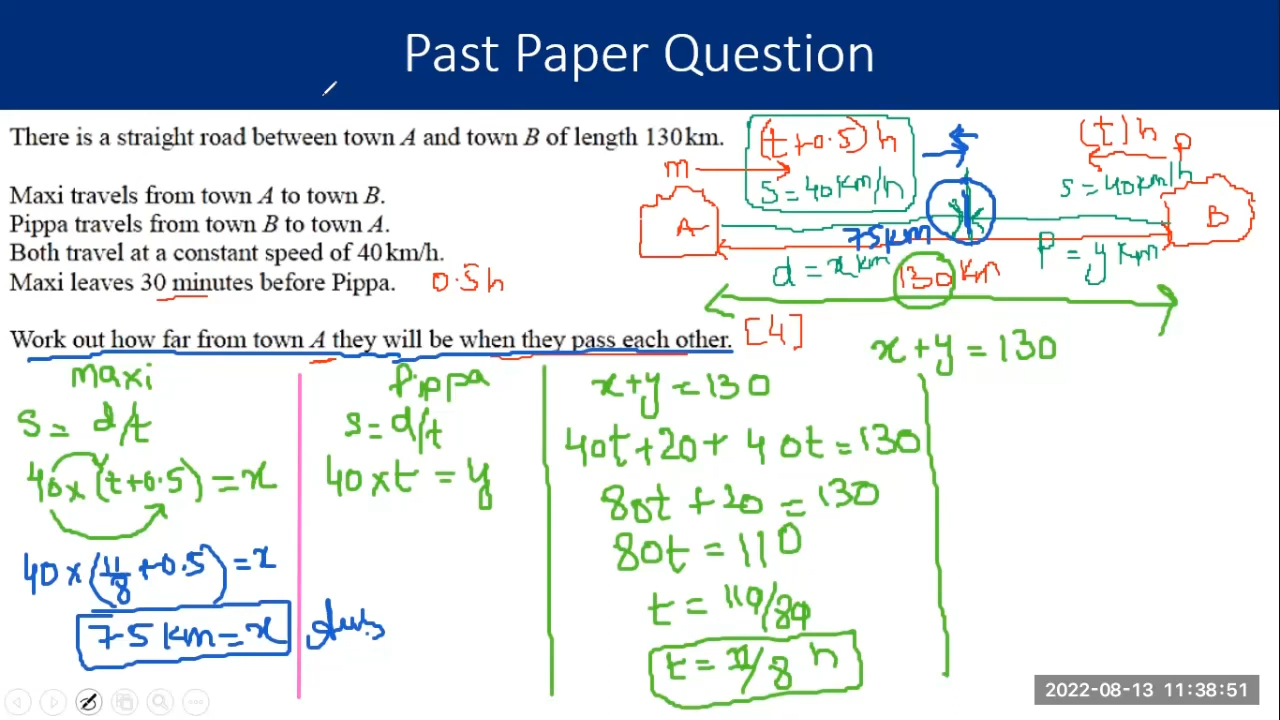 Past Paper Question
There is a straight road between town A and town B of length 130 km.
Maxi travels from town A to town B.
Pippa travels from town B to town A.
Both travel at a constant speed of 40 km/h.
Maxi leaves 30 minutes before Pippa. 0.5h
Work out how far from town A they will be when they pass each other. [4]
m
(t+0.5) h
S = 40 km/h
(t) h
P
S = 40 km/h
A
B
75km
d = x km
130 km
P = y km
x + y = 130
Maxi
S = d/t
40 × (t+0.5) = x
40 × (11/8 + 0.5) = x
75 km = x
Ans.
Pippa
S = d/t
40 × t = y
x+y = 130
40t + 20 + 40t = 130
80t + 20 = 130
80t = 110
t = 110/80
t = 11/8 h
2022-08-13 11:38:51